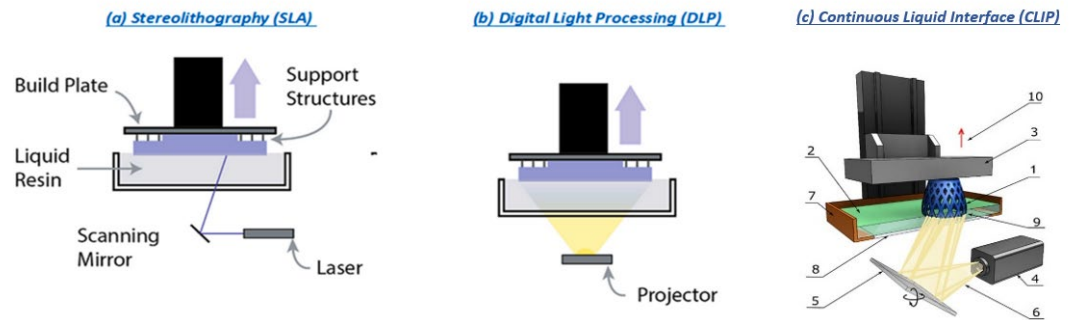 (a) Stereolithography (SLA)
Build Plate
Support
Structures
Liquid
Resin
Scanning
Mirror
Laser
(b) Digital Light Processing (DLP)
Projector
(c) Continuous Liquid Interface (CLIP)
10
3
2
1
7
9
8
4
5
6